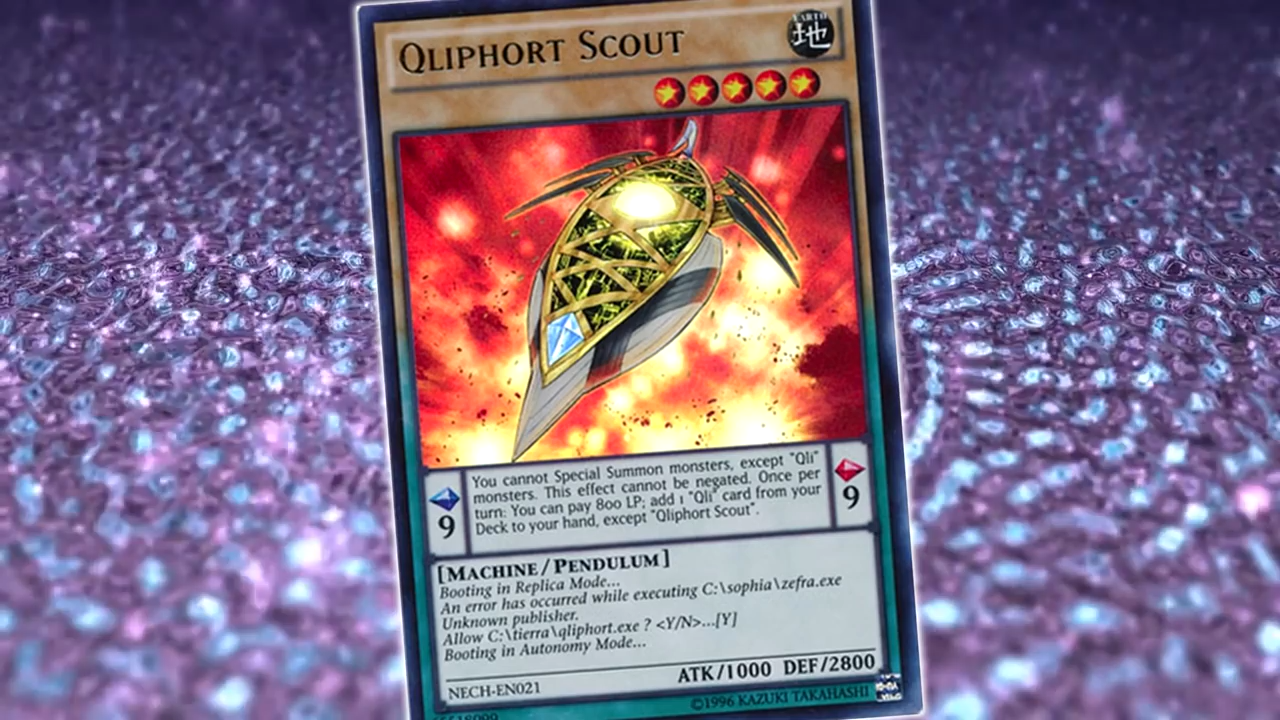 QLIPHORT SCOUT
EARTH
地
You cannot Special Summon monsters, except "Qli"
monsters. This effect cannot be negated. Once per
turn: You can pay 800 LP; add 1 "Qli" card from your
Deck to your hand, except "Qliphort Scout".
9
9
[MACHINE/PENDULUM]
Booting in Replica Mode...
An error has occurred while executing C:\sophia\zefra.exe
Unknown publisher.
Allow C:\tierra\qliphort.exe ? <Y/N>...[Y]
Booting in Autonomy Mode...
ATK/1000 DEF/2800
NECH-EN021
©1996 KAZUKI TAKAHASHI